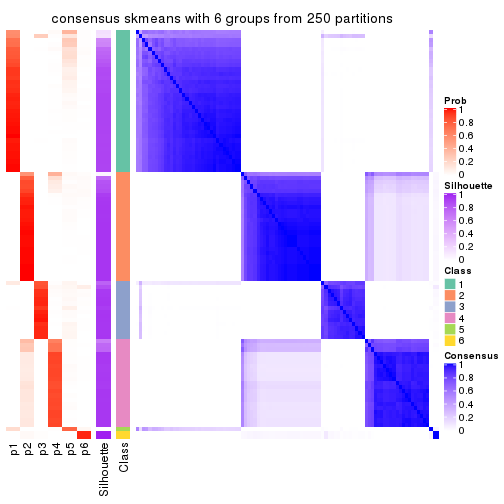 consensus skmeans with 6 groups from 250 partitions
Prob
1
0.8
0.6
0.4
0.2
0
Silhouette
1
0.8
0.6
0.4
0.2
0
Class
1
2
3
4
5
6
Consensus
1
0.8
0.6
0.4
0.2
0
p1
p2
p3
p4
p5
p6
Silhouette
Class